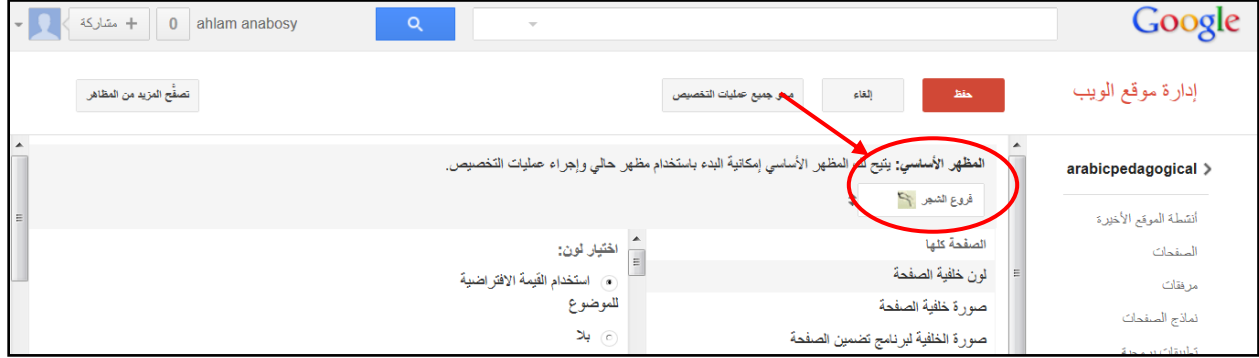 Google
ahlam anabosy
0
+ مشاركة
إدارة موقع الويب
حفظ
إلغاء
محو جميع عمليات التخصيص
تصفُّح المزيد من المظاهر
arabicpedagogical
أنشطة الموقع الأخيرة
الصفحات
مرفقات
نماذج الصفحات
المظهر الأساسي: يتيح لك المظهر الأساسي إمكانية البدء باستخدام مظهر حالي وإجراء عمليات التخصيص.
فروع الشجر
الصفحة كلها
لون خلفية الصفحة
صورة خلفية الصفحة
صورة الخلفية لبرنامج تضمين الصفحة
اختيار لون:
استخدام القيمة الافتراضية
للموضوع
بلا